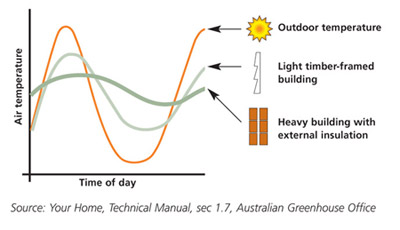 Outdoor temperature
Light timber-framed
building
Heavy building with
external insulation
Air temperature
Time of day
Source: Your Home, Technical Manual, sec 1.7, Australian Greenhouse Office